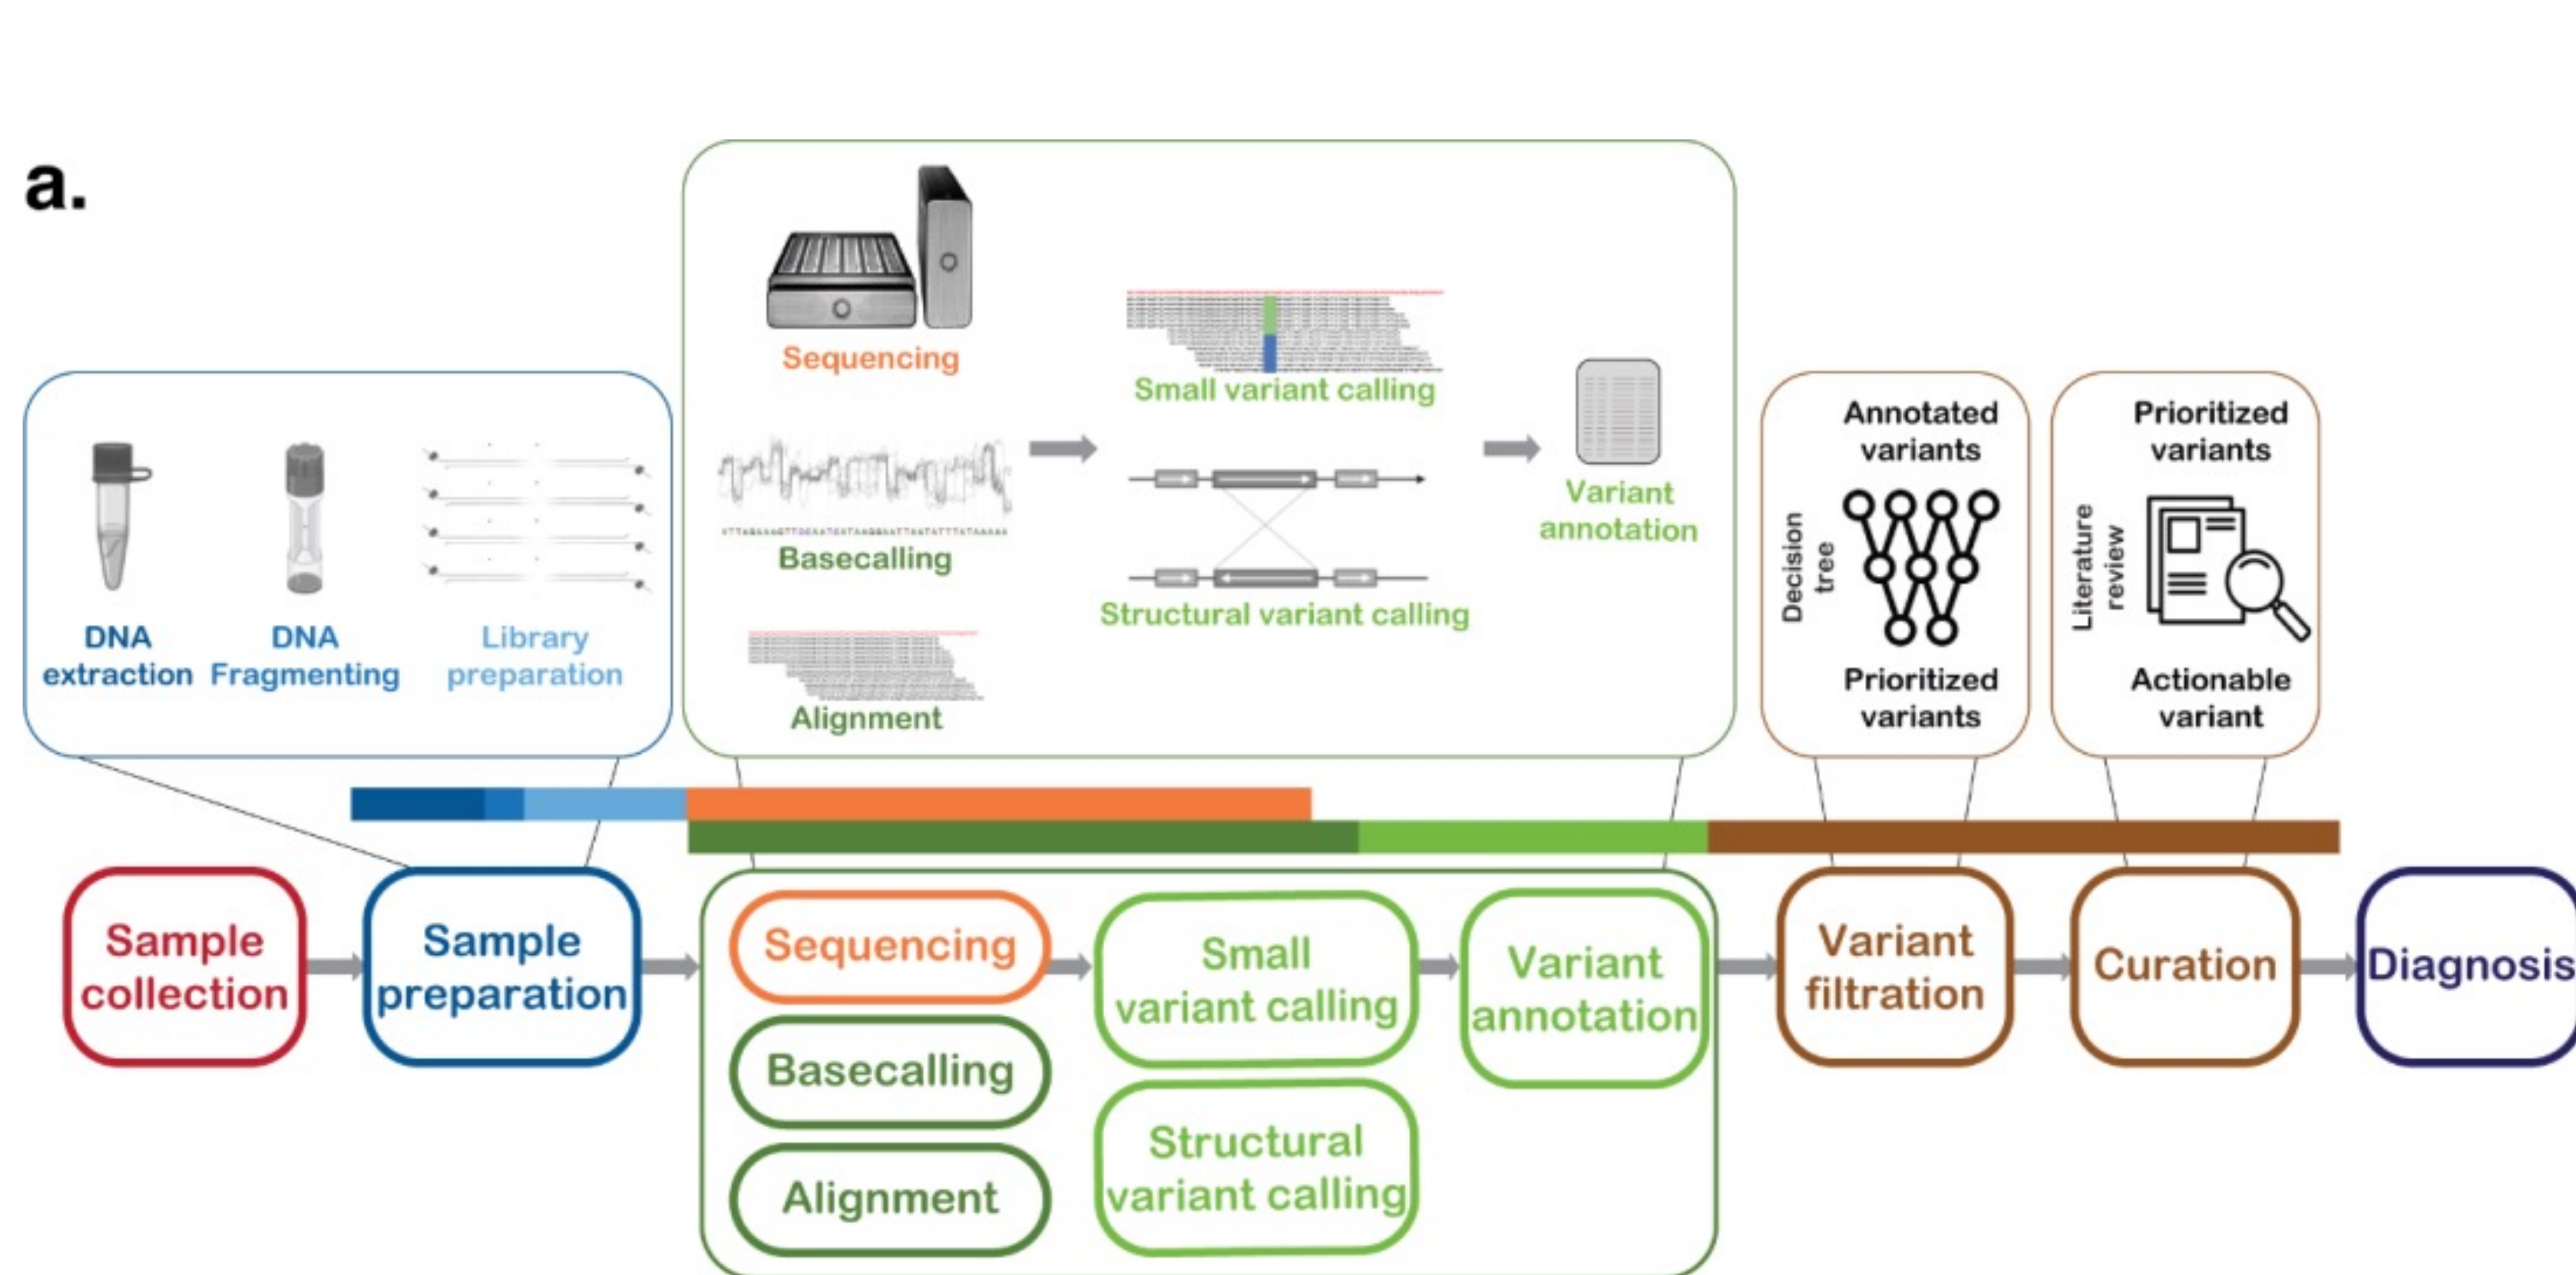 a.
Sequencing
Basecalling
Alignment
Small variant calling
Structural variant calling
Variant
annotation
DNA
extraction
DNA
Fragmenting
Library
preparation
Annotated
variants
Decision
tree
Prioritized
variants
Prioritized
variants
Literature
review
Actionable
variant
Sample
collection
Sample
preparation
Sequencing
Basecalling
Alignment
Small
variant calling
Structural
variant calling
Variant
annotation
Variant
filtration
Curation
Diagnosis